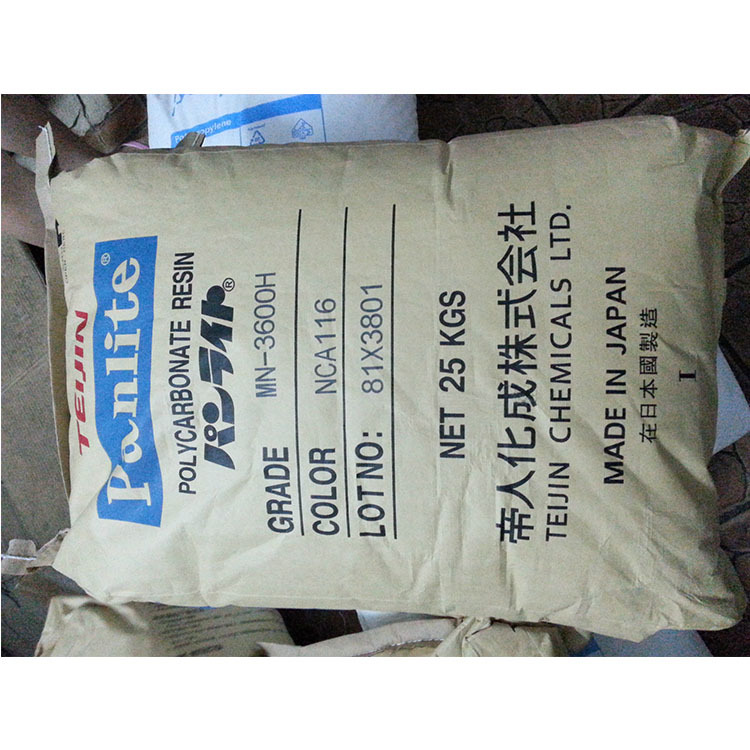 TEIJIN
Panlite®
POLYCARBONATE RESIN
パンライト®
GRADE MN-3600H
COLOR NCA116
LOTNO: 81X3801
NET 25 KGS
帝人化成株式会社
TEIJIN CHEMICALS LTD.
MADE IN JAPAN
在日本國製造
I